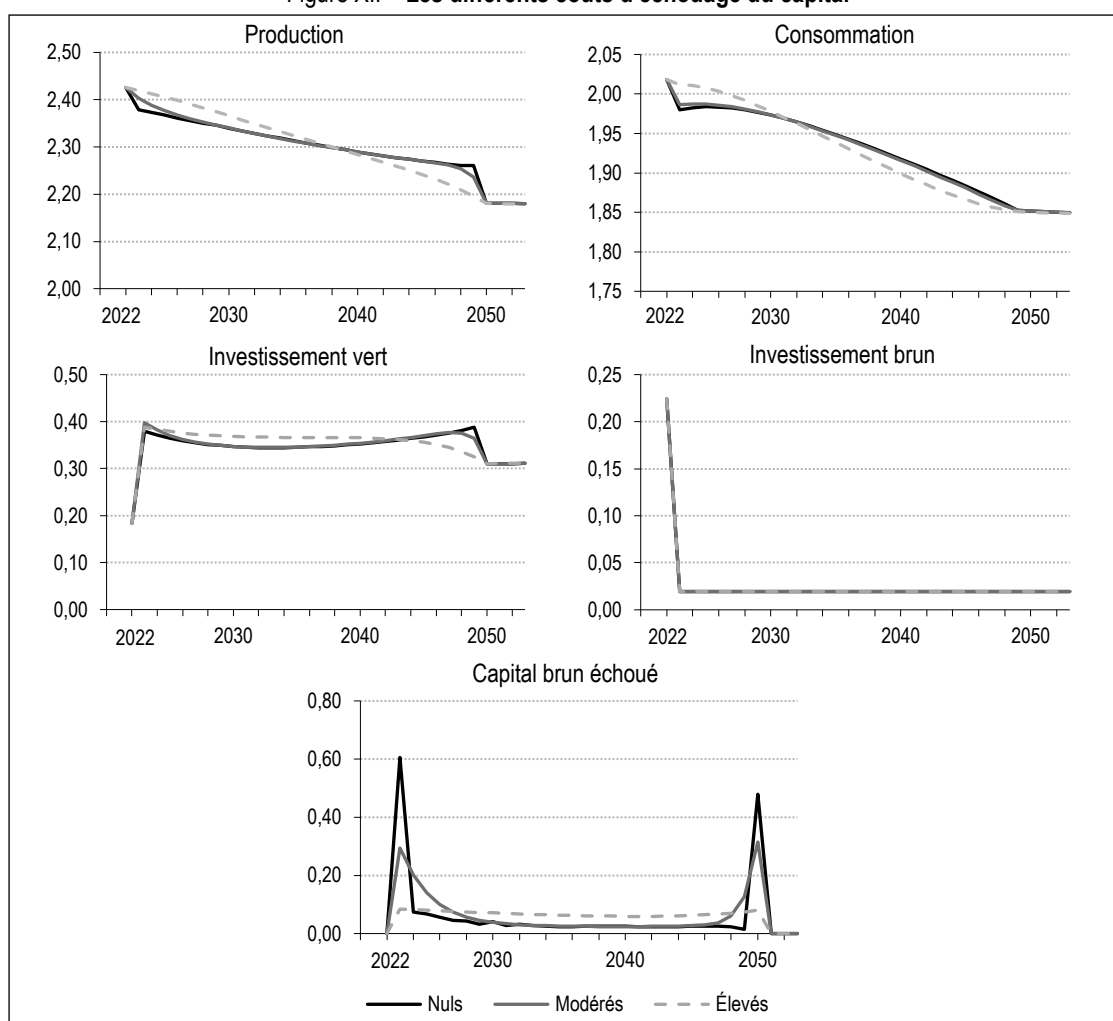 Figure XII – Les différents coûts d'échouage du capital
Production
2,50
2,40
2,30
2,20
2,10
2,00
2022 2030 2040 2050
Consommation
2,05
2,00
1,95
1,90
1,85
1,80
1,75
2022 2030 2040 2050
Investissement vert
0,50
0,40
0,30
0,20
0,10
0,00
2022 2030 2040 2050
Investissement brun
0,25
0,20
0,15
0,10
0,05
0,00
2022 2030 2040 2050
Capital brun échoué
0,80
0,60
0,40
0,20
0,00
2022 2030 2040 2050
Nuls Modérés Élevés